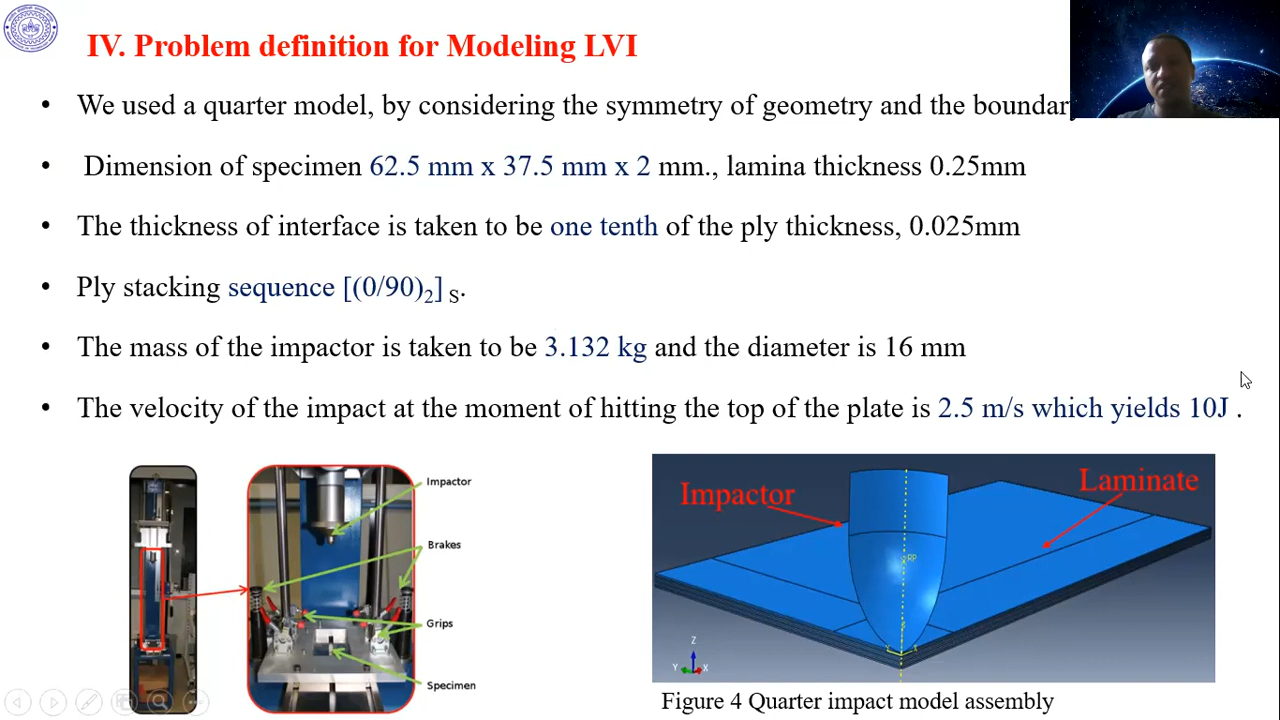 IV. Problem definition for Modeling LVI
• We used a quarter model, by considering the symmetry of geometry and the boundary
• Dimension of specimen 62.5 mm x 37.5 mm x 2 mm., lamina thickness 0.25mm
• The thickness of interface is taken to be one tenth of the ply thickness, 0.025mm
• Ply stacking sequence [(0/90)₂] S.
• The mass of the impactor is taken to be 3.132 kg and the diameter is 16 mm
• The velocity of the impact at the moment of hitting the top of the plate is 2.5 m/s which yields 10J .
Impactor
Brakes
Grips
Specimen
Impactor
Laminate
RP
Z
Y
X
Figure 4 Quarter impact model assembly